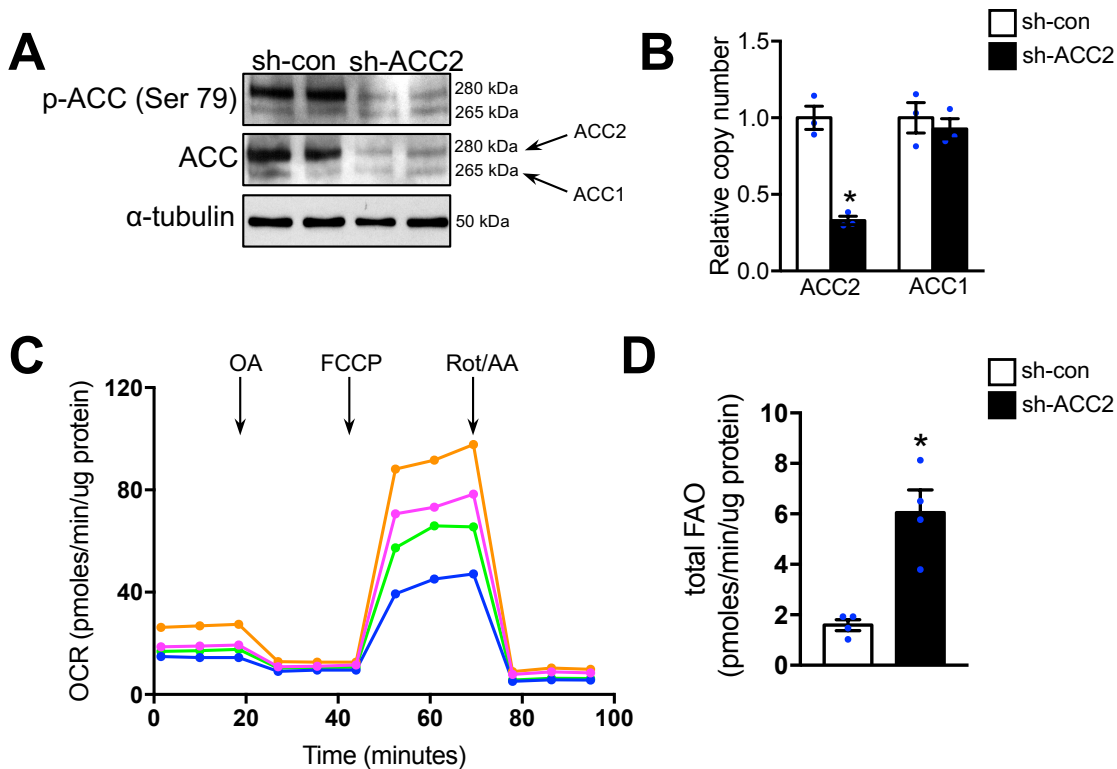 A
sh-con sh-ACC2
p-ACC (Ser 79)
280 kDa
265 kDa
ACC
280 kDa
265 kDa
ACC2
ACC1
α-tubulin
50 kDa
B
sh-con
sh-ACC2
Relative copy number
1.5
1.0
0.5
0.0
*
ACC2
ACC1
C
OA
FCCP
Rot/AA
OCR (pmoles/min/ug protein)
120
80
40
0
0
20
40
60
80
100
Time (minutes)
D
sh-con
sh-ACC2
total FAO
(pmoles/min/ug protein)
10
8
6
4
2
0
*